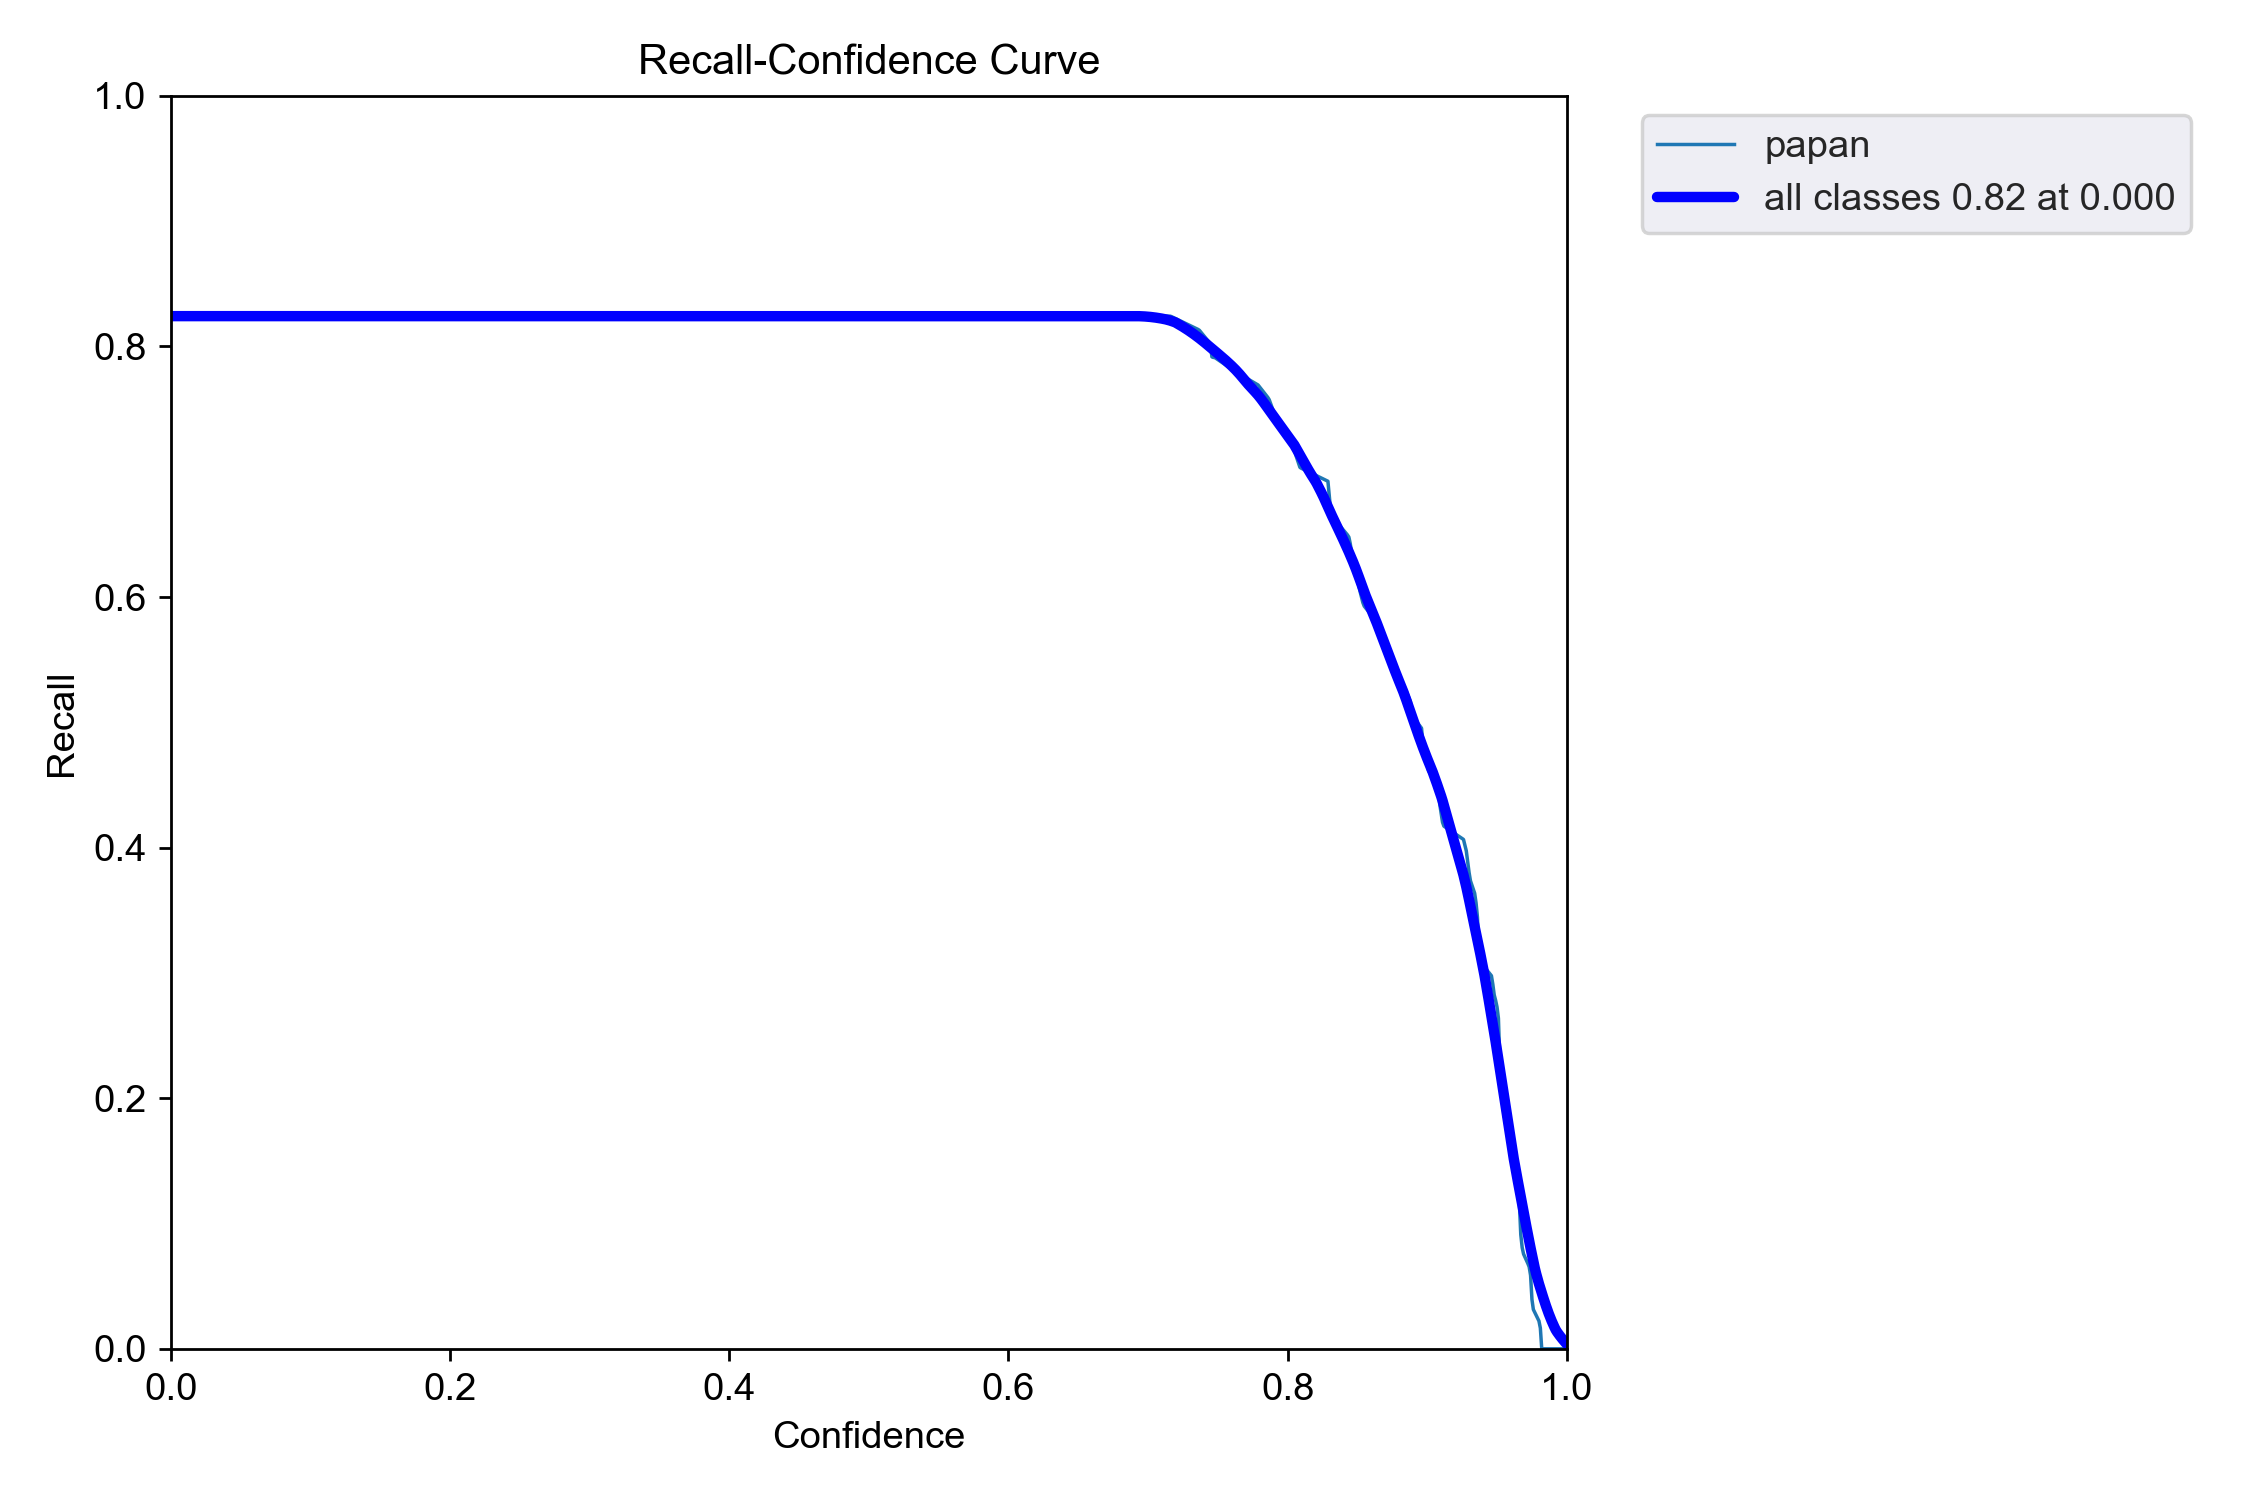 Recall-Confidence Curve
1.0
0.8
0.6
0.4
0.2
0.0
Recall
0.0 0.2 0.4 0.6 0.8 1.0
Confidence
papan
all classes 0.82 at 0.000